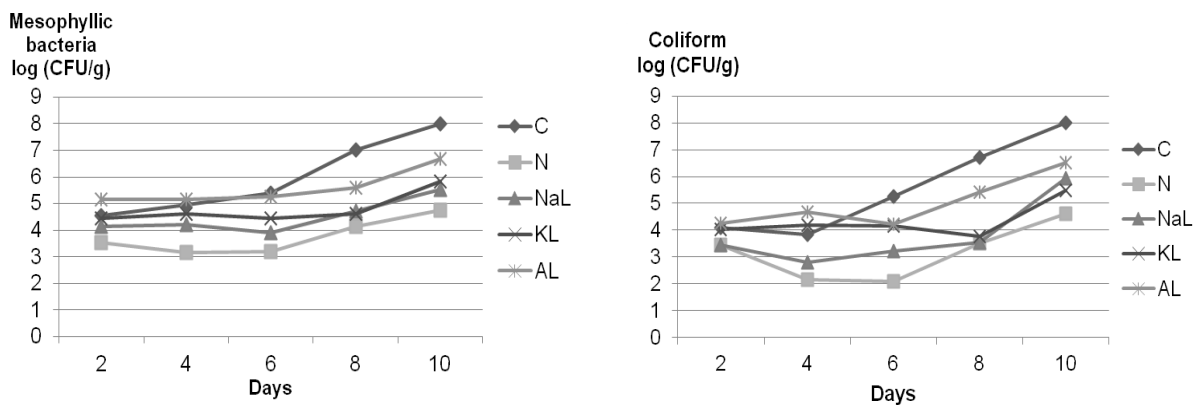 Mesophyllic
bacteria
log (CFU/g)
9
8
7
6
5
4
3
2
1
0
2 4 6 8 10
Days
C
N
NaL
KL
AL
Coliform
log (CFU/g)
9
8
7
6
5
4
3
2
1
0
2 4 6 8 10
Days
C
N
NaL
KL
AL